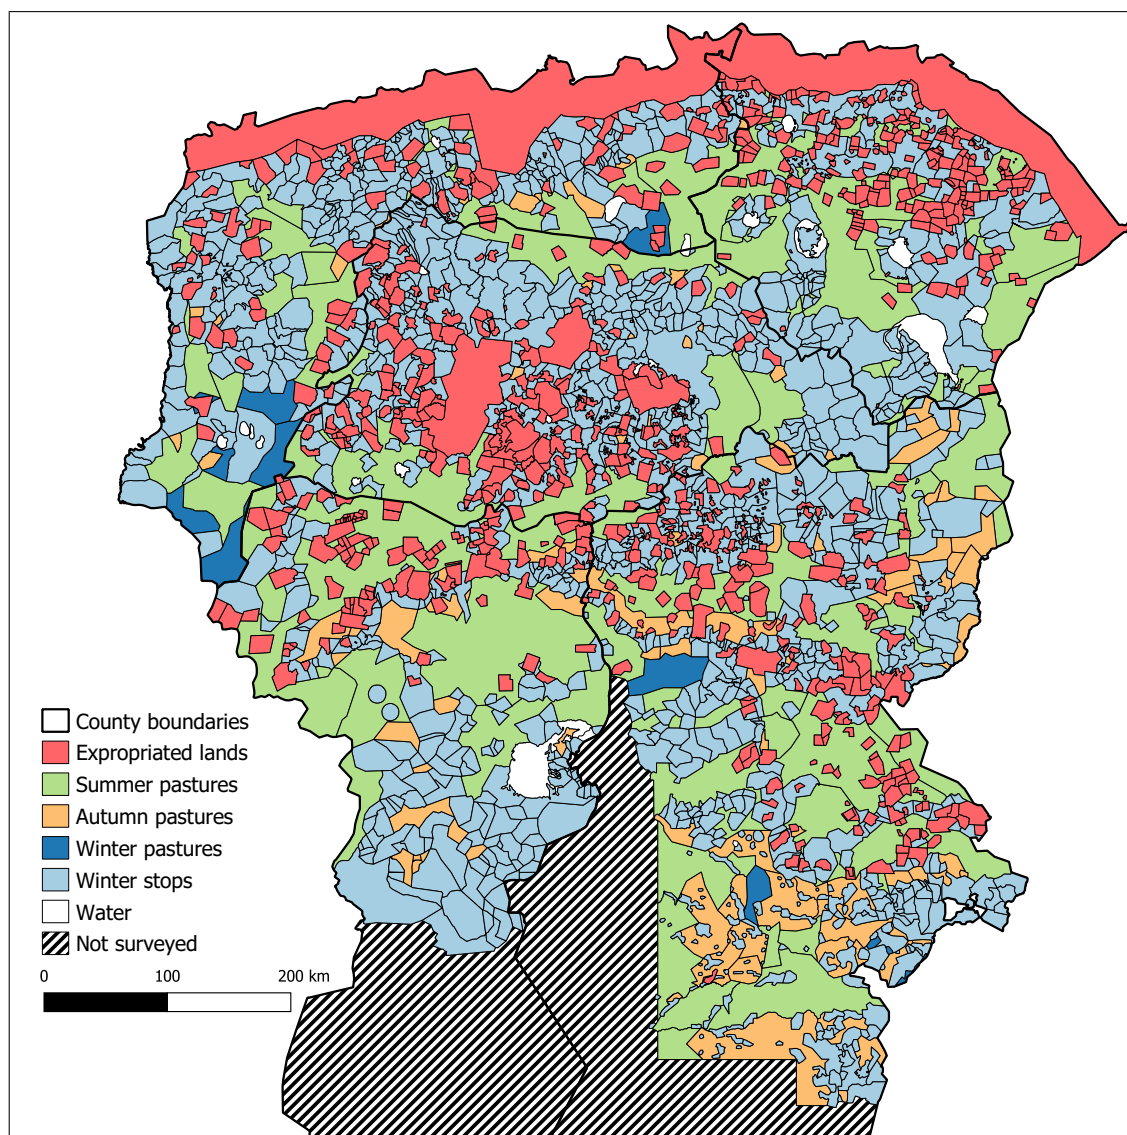 County boundaries
Expropriated lands
Summer pastures
Autumn pastures
Winter pastures
Winter stops
Water
Not surveyed
0 100 200 km